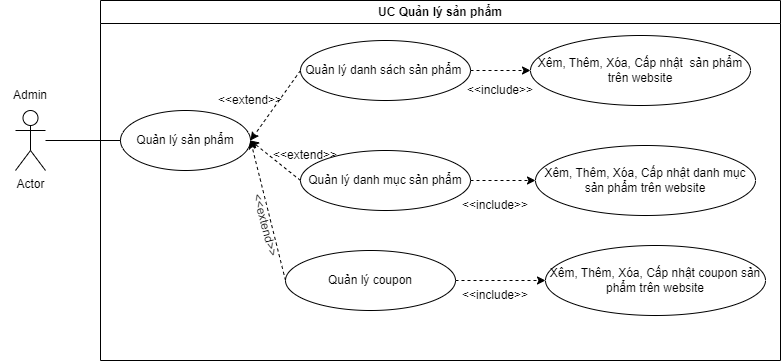 UC Quản lý sản phẩm
Admin
Actor
Quản lý sản phẩm
<<extend>>
Quản lý danh sách sản phẩm
<<include>>
Xêm, Thêm, Xóa, Cấp nhật sản phẩm
trên website
<<extend>>
Quản lý danh mục sản phẩm
<<include>>
Xêm, Thêm, Xóa, Cấp nhật danh mục
sản phẩm trên website
<<extend>>
Quản lý coupon
<<include>>
Xêm, Thêm, Xóa, Cấp nhật coupon sản
phẩm trên website